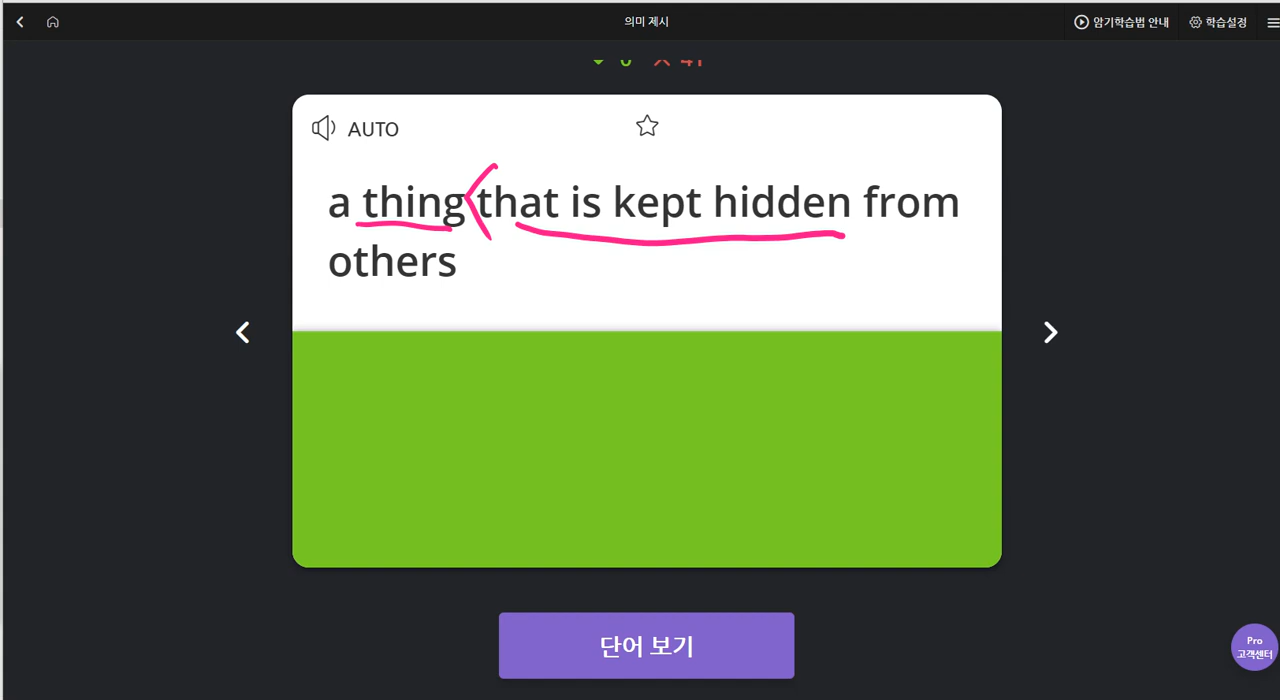 의미 제시
암기학습법 안내
학습설정
AUTO
a thing that is kept hidden from
others
단어 보기
Pro
고객센터